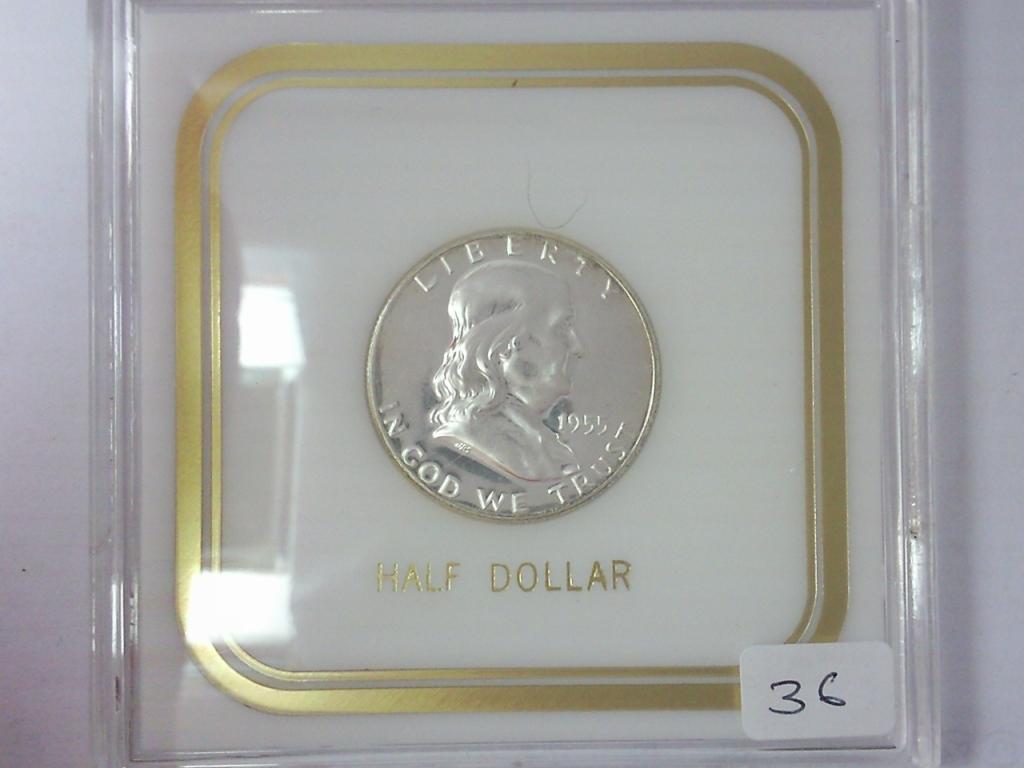 LIBERTY
1955
IN GOD WE TRUST
HALF DOLLAR
36